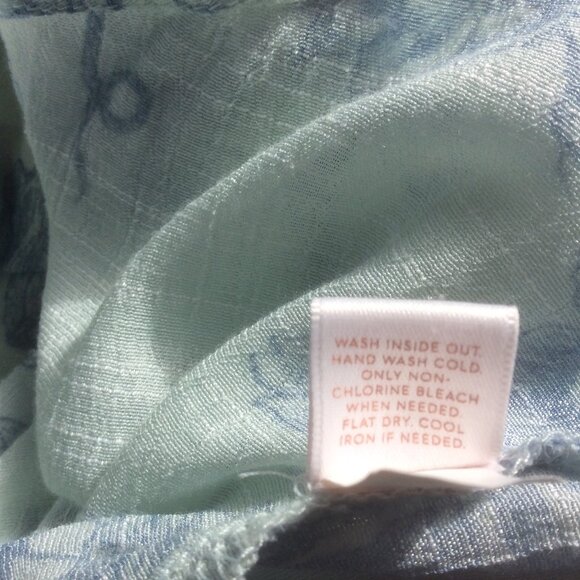 WASH INSIDE OUT.
HAND WASH COLD.
ONLY NON-
CHLORINE BLEACH
WHEN NEEDED.
FLAT DRY. COOL
IRON IF NEEDED.